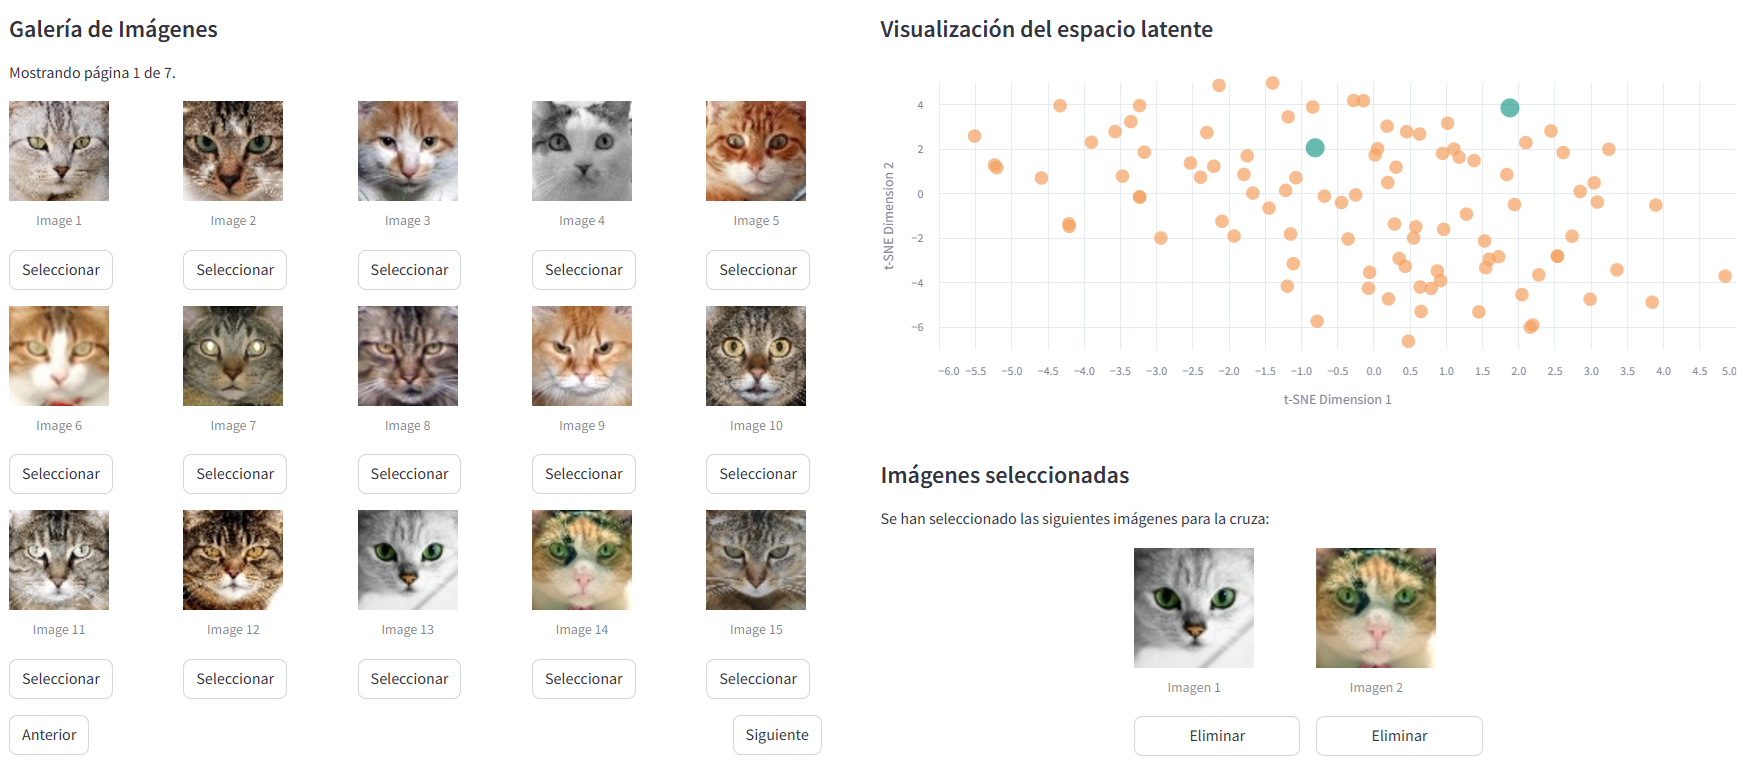 Galería de Imágenes
Mostrando página 1 de 7.
Image 1
Image 2
Image 3
Image 4
Image 5
Seleccionar
Seleccionar
Seleccionar
Seleccionar
Seleccionar
Image 6
Image 7
Image 8
Image 9
Image 10
Seleccionar
Seleccionar
Seleccionar
Seleccionar
Seleccionar
Image 11
Image 12
Image 13
Image 14
Image 15
Seleccionar
Seleccionar
Seleccionar
Seleccionar
Seleccionar
Anterior
Siguiente
Visualización del espacio latente
t-SNE Dimension 2
4
2
0
−2
−4
−6
−6.0
−5.5
−5.0
−4.5
−4.0
−3.5
−3.0
−2.5
−2.0
−1.5
−1.0
−0.5
0.0
0.5
1.0
1.5
2.0
2.5
3.0
3.5
4.0
4.5
5.0
t-SNE Dimension 1
Imágenes seleccionadas
Se han seleccionado las siguientes imágenes para la cruza:
Imagen 1
Imagen 2
Eliminar
Eliminar